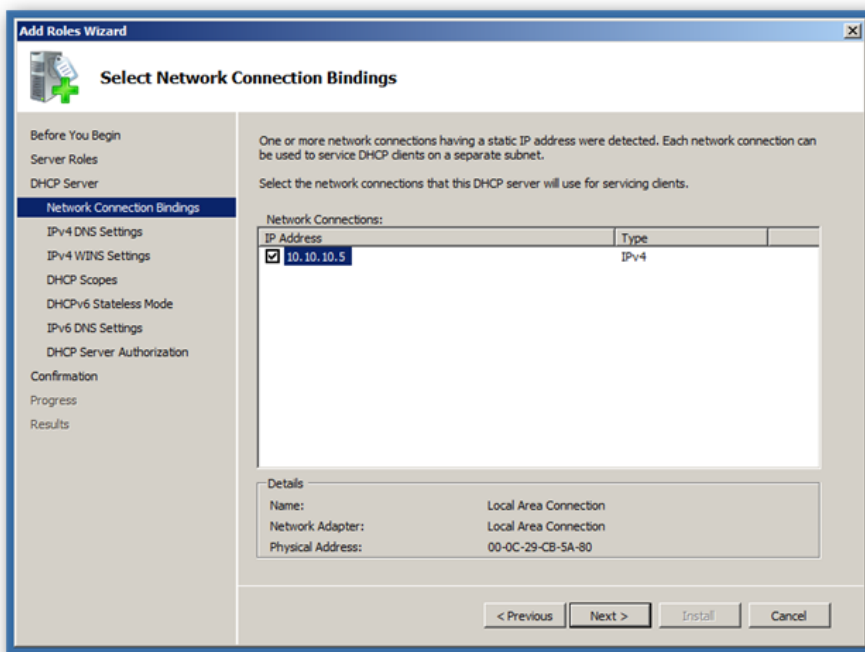 Add Roles Wizard
Select Network Connection Bindings
Before You Begin
Server Roles
DHCP Server
Network Connection Bindings
IPv4 DNS Settings
IPv4 WINS Settings
DHCP Scopes
DHCPv6 Stateless Mode
IPv6 DNS Settings
DHCP Server Authorization
Confirmation
Progress
Results
One or more network connections having a static IP address were detected. Each network connection can
be used to service DHCP clients on a separate subnet.
Select the network connections that this DHCP server will use for servicing clients.
Network Connections:
IP Address Type
10.10.10.5 IPv4
Details
Name: Local Area Connection
Network Adapter: Local Area Connection
Physical Address: 00-0C-29-CB-5A-80
< Previous Next > Install Cancel